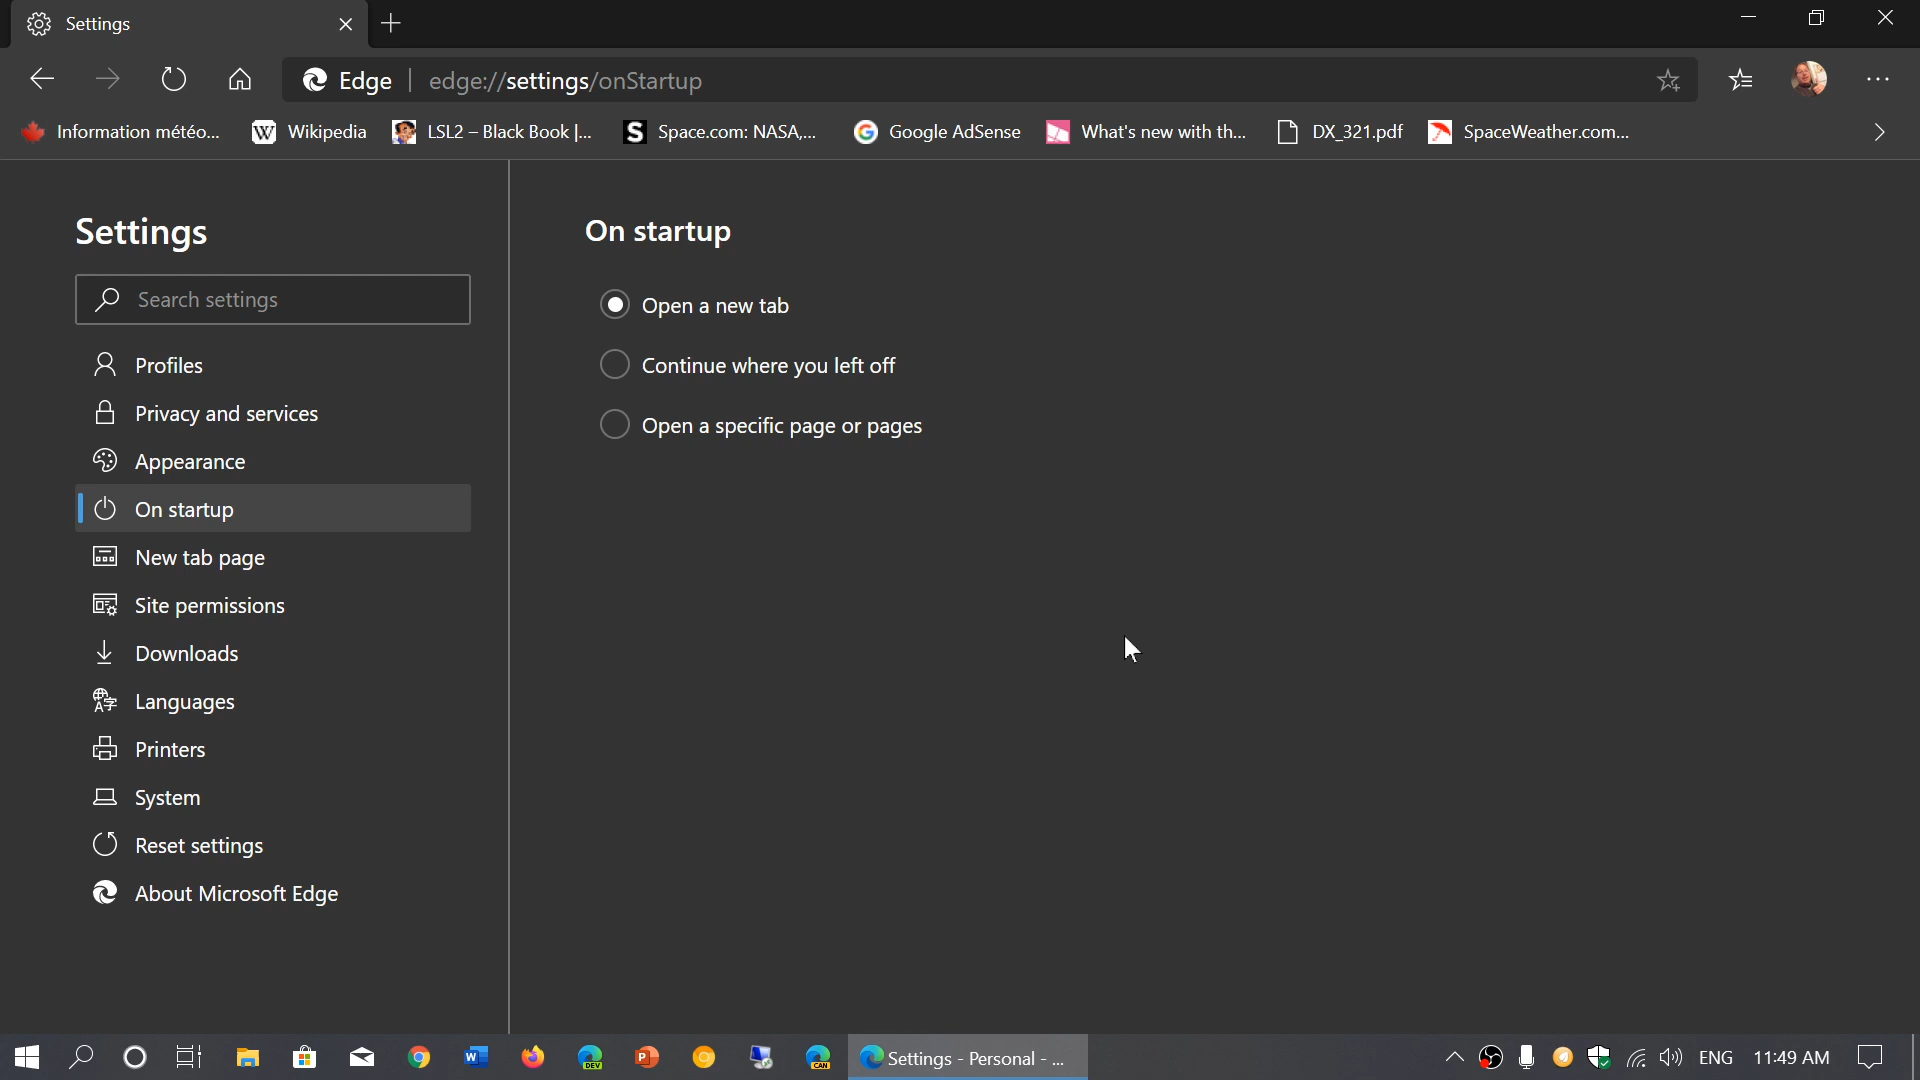 Settings
Edge | edge://settings/onStartup
Information météo...
W Wikipedia
LSL2 – Black Book |...
S Space.com: NASA,...
Google AdSense
What's new with th...
DX_321.pdf
SpaceWeather.com...
Settings
Search settings
Profiles
Privacy and services
Appearance
On startup
New tab page
Site permissions
Downloads
Languages
Printers
System
Reset settings
About Microsoft Edge
On startup
Open a new tab
Continue where you left off
Open a specific page or pages
W
DEV
P
CAN
Settings - Personal - ...
ENG
11:49 AM